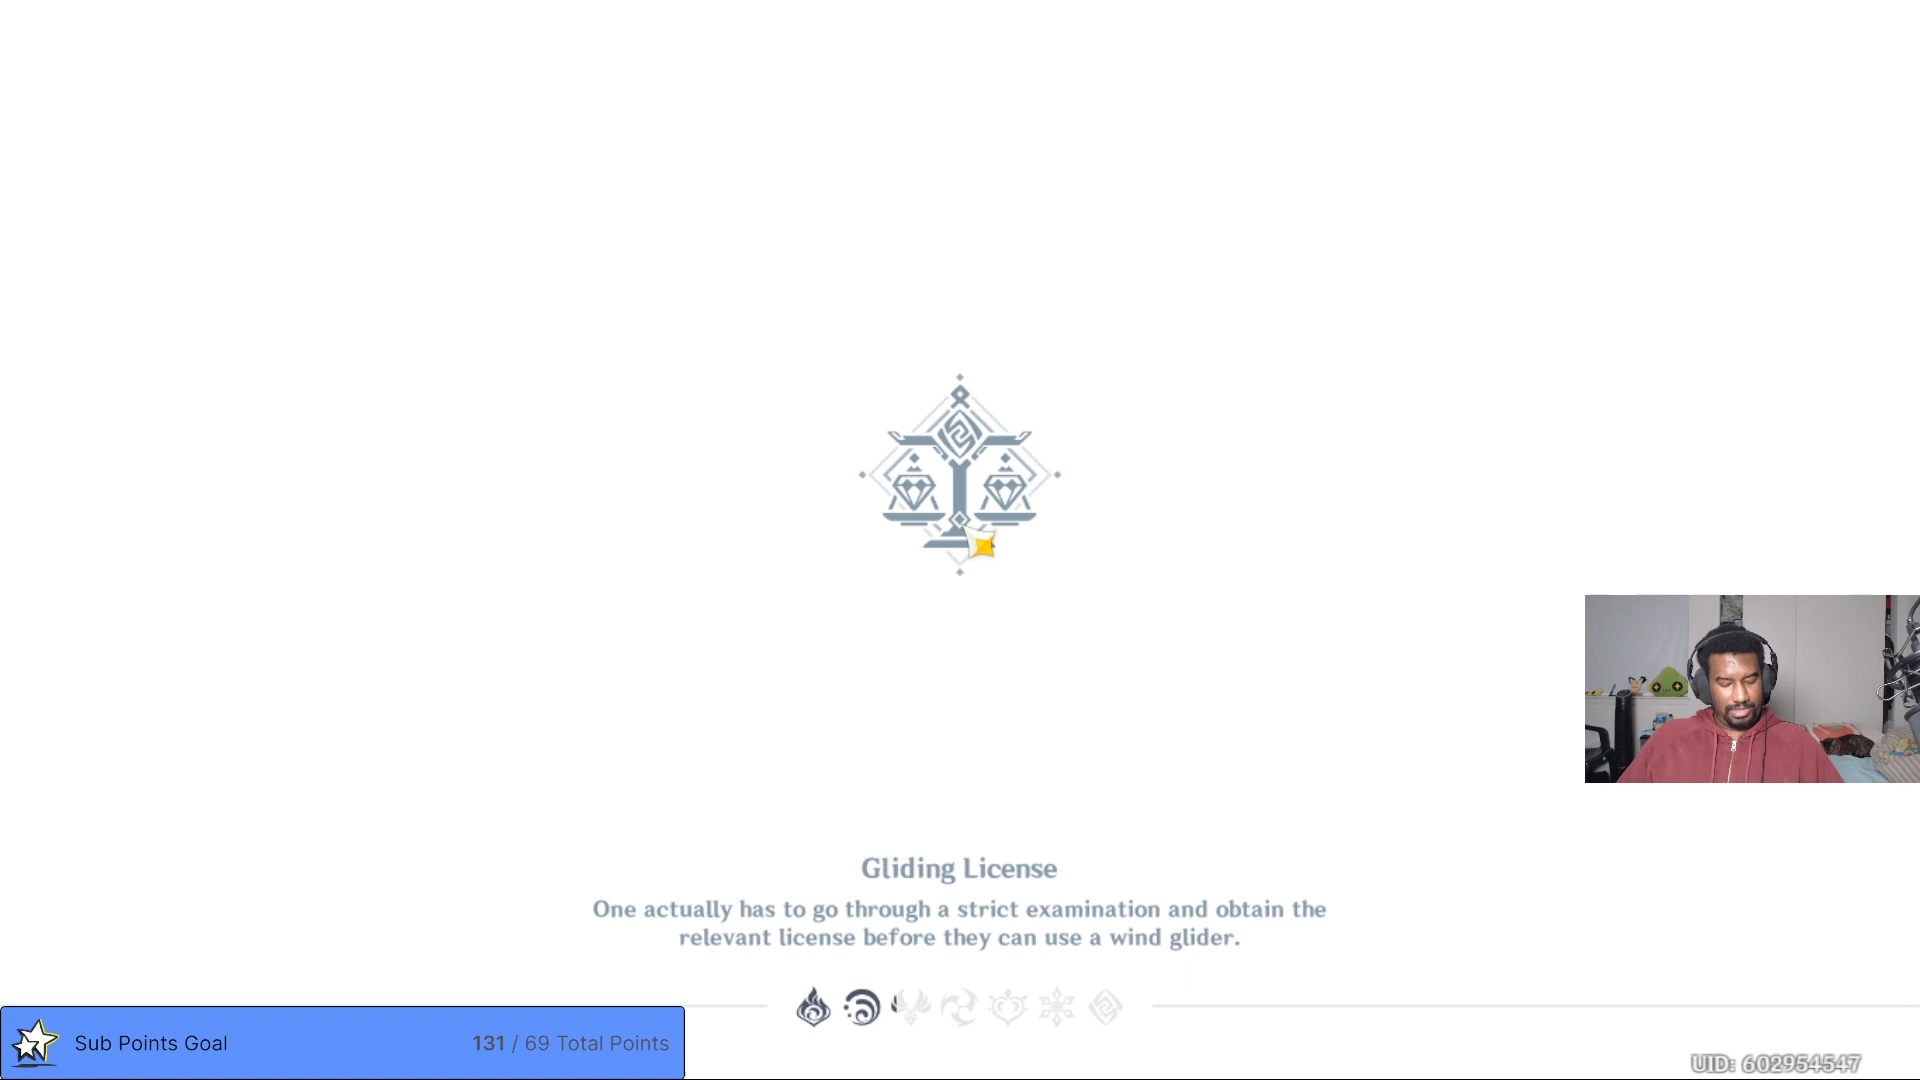 Gliding License
One actually has to go through a strict examination and obtain the
relevant license before they can use a wind glider.
Sub Points Goal
131 / 69 Total Points
UID: 602954547